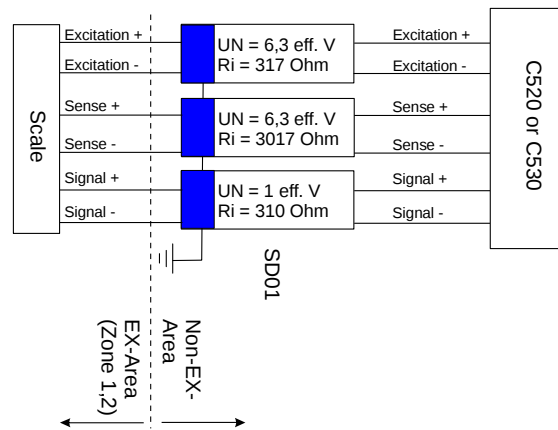 Excitation +
UN = 6,3 eff. V
Excitation +
Excitation -
Ri = 317 Ohm
Excitation -
Sense +
UN = 6,3 eff. V
Sense +
Sense -
Ri = 3017 Ohm
Sense -
Signal +
UN = 1 eff. V
Signal +
Signal -
Ri = 310 Ohm
Signal -
Scale
C520 or C530
SD01
EX-Area
(Zone 1,2)
Non-EX-
Area